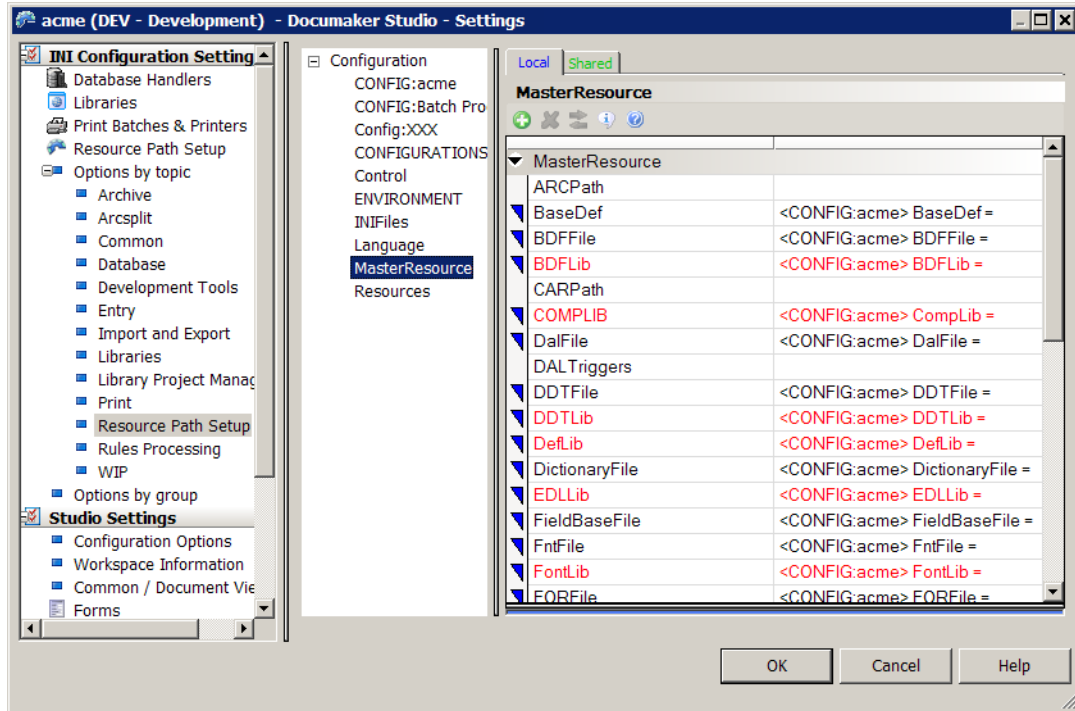 acme (DEV - Development) - Documaker Studio - Settings
INI Configuration Setting
Database Handlers
Libraries
Print Batches & Printers
Resource Path Setup
Options by topic
Archive
Arcsplit
Common
Database
Development Tools
Entry
Import and Export
Libraries
Library Project Manag
Print
Resource Path Setup
Rules Processing
WIP
Options by group
Studio Settings
Configuration Options
Workspace Information
Common / Document Vie
Forms
Configuration
CONFIG:acme
CONFIG:Batch Pro
Config:XXX
CONFIGURATIONS
Control
ENVIRONMENT
INIFiles
Language
MasterResource
Resources
Local Shared
MasterResource
MasterResource
ARCPath
BaseDef <CONFIG:acme> BaseDef =
BDFFile <CONFIG:acme> BDFFile =
BDFLib <CONFIG:acme> BDFLib =
CARPath
COMPLIB <CONFIG:acme> CompLib =
DalFile <CONFIG:acme> DalFile =
DALTriggers
DDTFile <CONFIG:acme> DDTFile =
DDTLib <CONFIG:acme> DDTLib =
DefLib <CONFIG:acme> DefLib =
DictionaryFile <CONFIG:acme> DictionaryFile =
EDLLib <CONFIG:acme> EDLLib =
FieldBaseFile <CONFIG:acme> FieldBaseFile =
FntFile <CONFIG:acme> FntFile =
FontLib <CONFIG:acme> FontLib =
FORFile <CONFIG:acme> FORFile =
OK Cancel Help